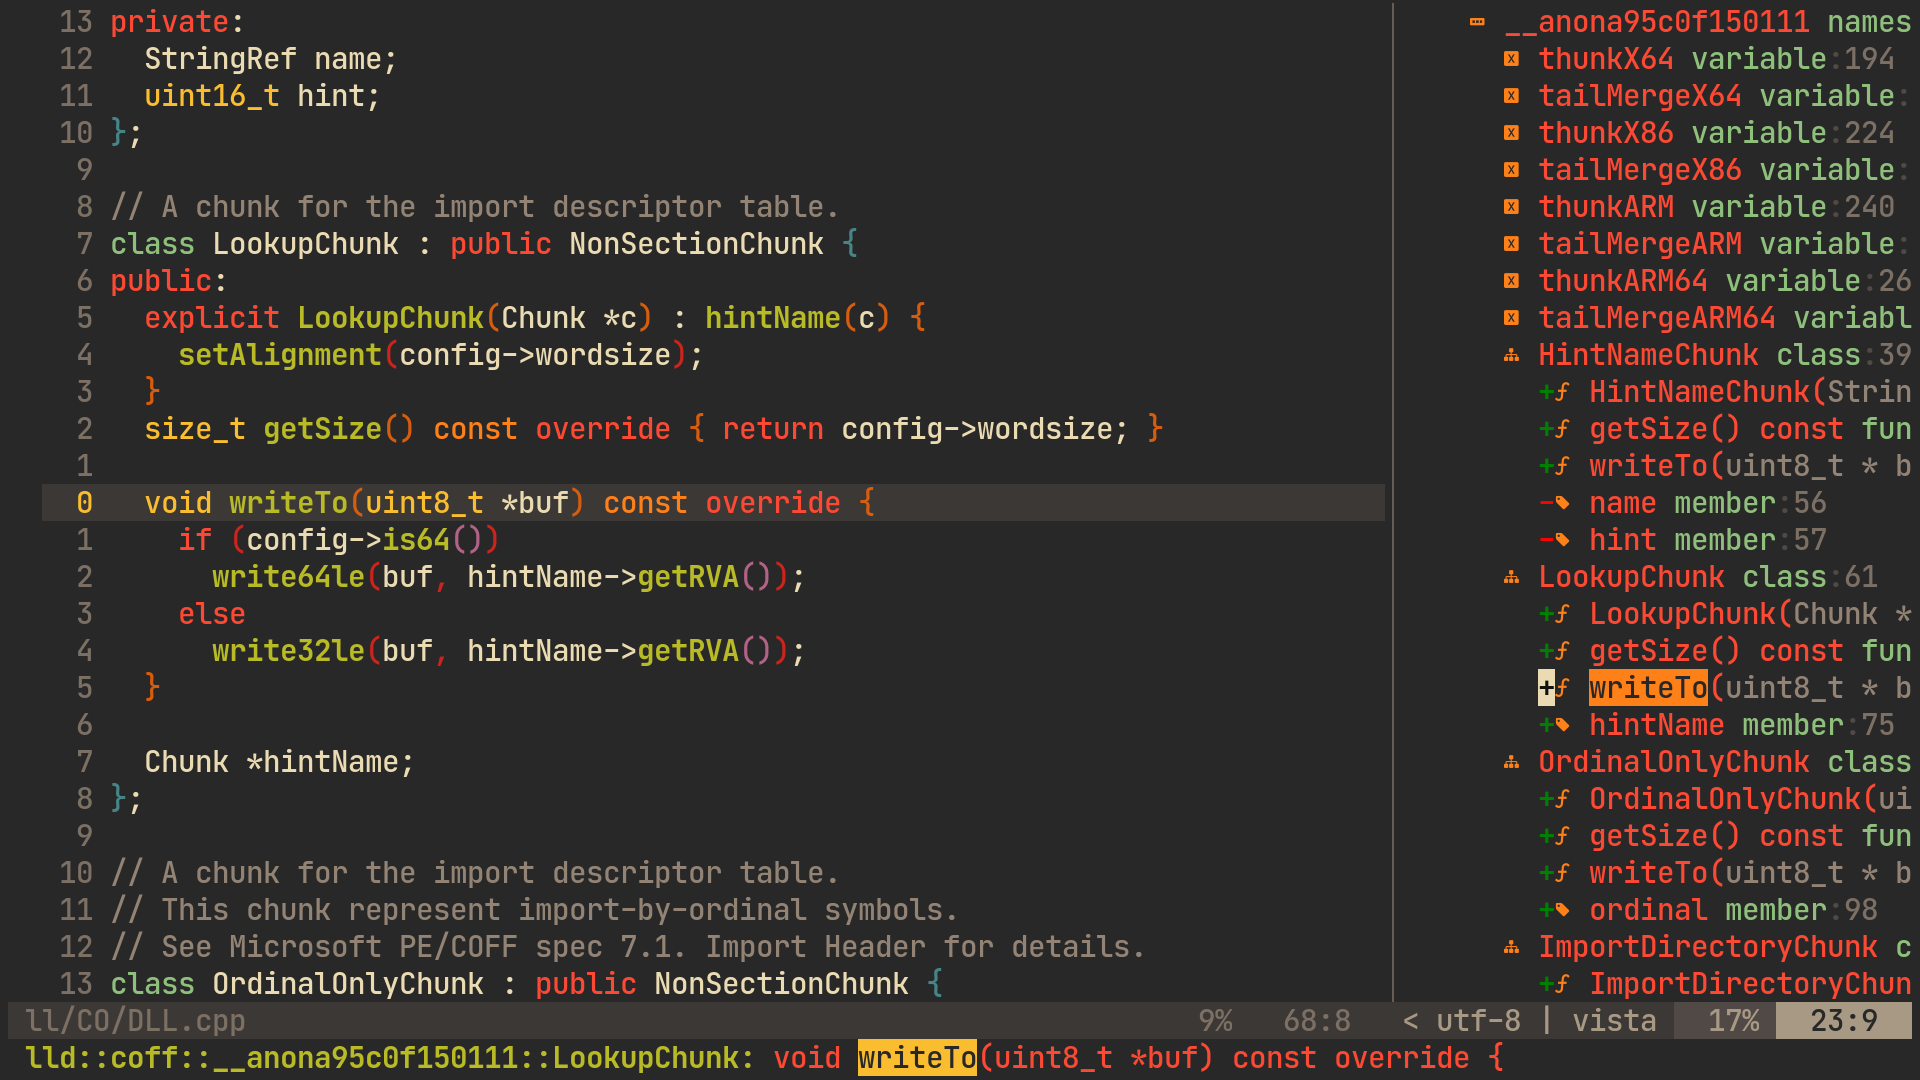 13 private:
12   StringRef name;
11   uint16_t hint;
10 };
9
8 // A chunk for the import descriptor table.
7 class LookupChunk : public NonSectionChunk {
6 public:
5   explicit LookupChunk(Chunk *c) : hintName(c) {
4     setAlignment(config->wordsize);
3   }
2   size_t getSize() const override { return config->wordsize; }
1
0   void writeTo(uint8_t *buf) const override {
1     if (config->is64())
2       write64le(buf, hintName->getRVA());
3     else
4       write32le(buf, hintName->getRVA());
5   }
6
7   Chunk *hintName;
8 };
9
10 // A chunk for the import descriptor table.
11 // This chunk represent import-by-ordinal symbols.
12 // See Microsoft PE/COFF spec 7.1. Import Header for details.
13 class OrdinalOnlyChunk : public NonSectionChunk {
__anona95c0f150111 names
x thunkX64 variable:194
x tailMergeX64 variable:
x thunkX86 variable:224
x tailMergeX86 variable:
x thunkARM variable:240
x tailMergeARM variable:
x thunkARM64 variable:26
x tailMergeARM64 variabl
HintNameChunk class:39
+ƒ HintNameChunk(Strin
+ƒ getSize() const fun
+ƒ writeTo(uint8_t * b
- name member:56
- hint member:57
LookupChunk class:61
+ƒ LookupChunk(Chunk *
+ƒ getSize() const fun
+ƒ writeTo(uint8_t * b
+ hintName member:75
OrdinalOnlyChunk class
+ƒ OrdinalOnlyChunk(ui
+ƒ getSize() const fun
+ƒ writeTo(uint8_t * b
+ ordinal member:98
ImportDirectoryChunk c
+ƒ ImportDirectoryChun
ll/CO/DLL.cpp 9% 68:8 < utf-8 | vista 17% 23:9
lld::coff::__anona95c0f150111::LookupChunk: void writeTo(uint8_t *buf) const override {